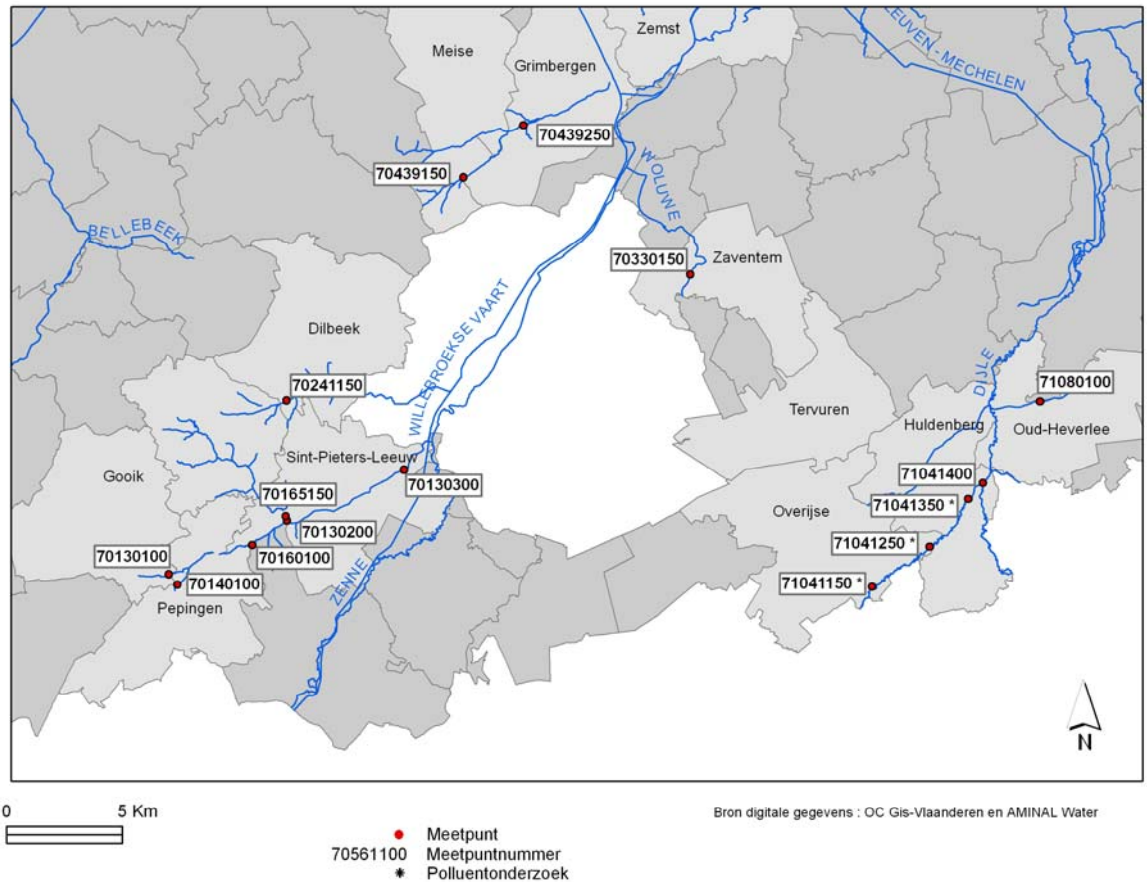 Zemst
LEUVEN - MECHELEN
Meise
Grimbergen
70439250
70439150
WOLUWE
BELLEBEEK
70330150
Zaventem
WILLEBROEKSE VAART
Dilbeek
DIJLE
70241150
71080100
Tervuren
Huldenberg
Oud-Heverlee
Sint-Pieters-Leeuw
Gooik
70130300
71041400
70165150
71041350 *
Overijse
70130200
71041250 *
70130100
70160100
70140100
71041150 *
ZENNE
Pepingen
N
0 5 Km
Bron digitale gegevens : OC Gis-Vlaanderen en AMINAL Water
Meetpunt
70561100 Meetpuntnummer
* Polluentonderzoek